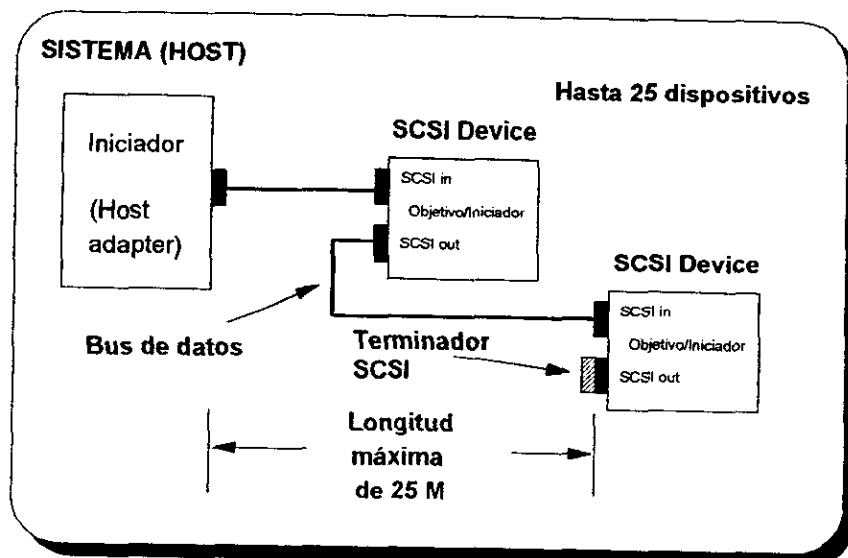 SISTEMA (HOST)
Hasta 25 dispositivos
Iniciador
(Host
adapter)
SCSI Device
SCSI in
Objetivo/Iniciador
SCSI out
SCSI Device
SCSI in
Objetivo/Iniciador
SCSI out
Bus de datos
Terminador
SCSI
Longitud
máxima
de 25 M